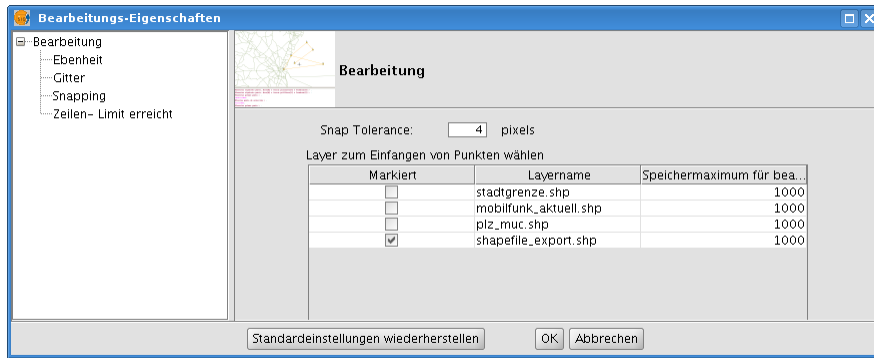 Bearbeitungs-Eigenschaften
Bearbeitung
Ebenheit
Gitter
Snapping
Zeilen- Limit erreicht
Bearbeitung
Snap Tolerance: 4 pixels
Layer zum Einfangen von Punkten wählen
Markiert Layername Speichermaximum für bea...
stadtgrenze.shp 1000
mobilfunk_aktuell.shp 1000
plz_muc.shp 1000
shapefile_export.shp 1000
Standardeinstellungen wiederherstellen OK Abbrechen